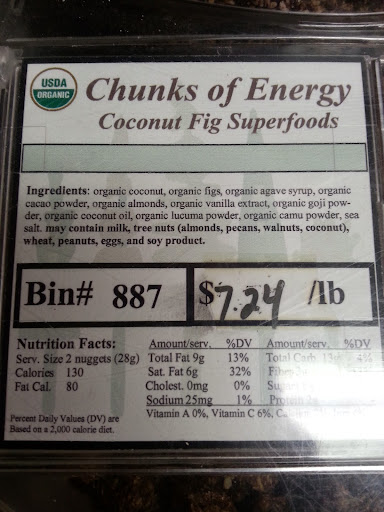 USDA
ORGANIC
Chunks of Energy
Coconut Fig Superfoods
Ingredients: organic coconut, organic figs, organic agave syrup, organic
cacao powder, organic almonds, organic vanilla extract, organic goji pow-
der, organic coconut oil, organic lucuma powder, organic camu powder, sea
salt. may contain milk, tree nuts (almonds, pecans, walnuts, coconut),
wheat, peanuts, eggs, and soy product.
Bin# 887 $7.24 /lb
Nutrition Facts: Amount/serv. %DV Amount/serv. %DV
Serv. Size 2 nuggets (28g) Total Fat 9g 13% Total Carb 13g 4%
Calories 130 Sat. Fat 6g 32%
Fat Cal. 80 Cholest. 0mg 0%
Sodium 25mg 1% Protein
Percent Daily Values (DV) are Vitamin A 0%, Vitamin C 6%,
Based on a 2,000 calorie diet.